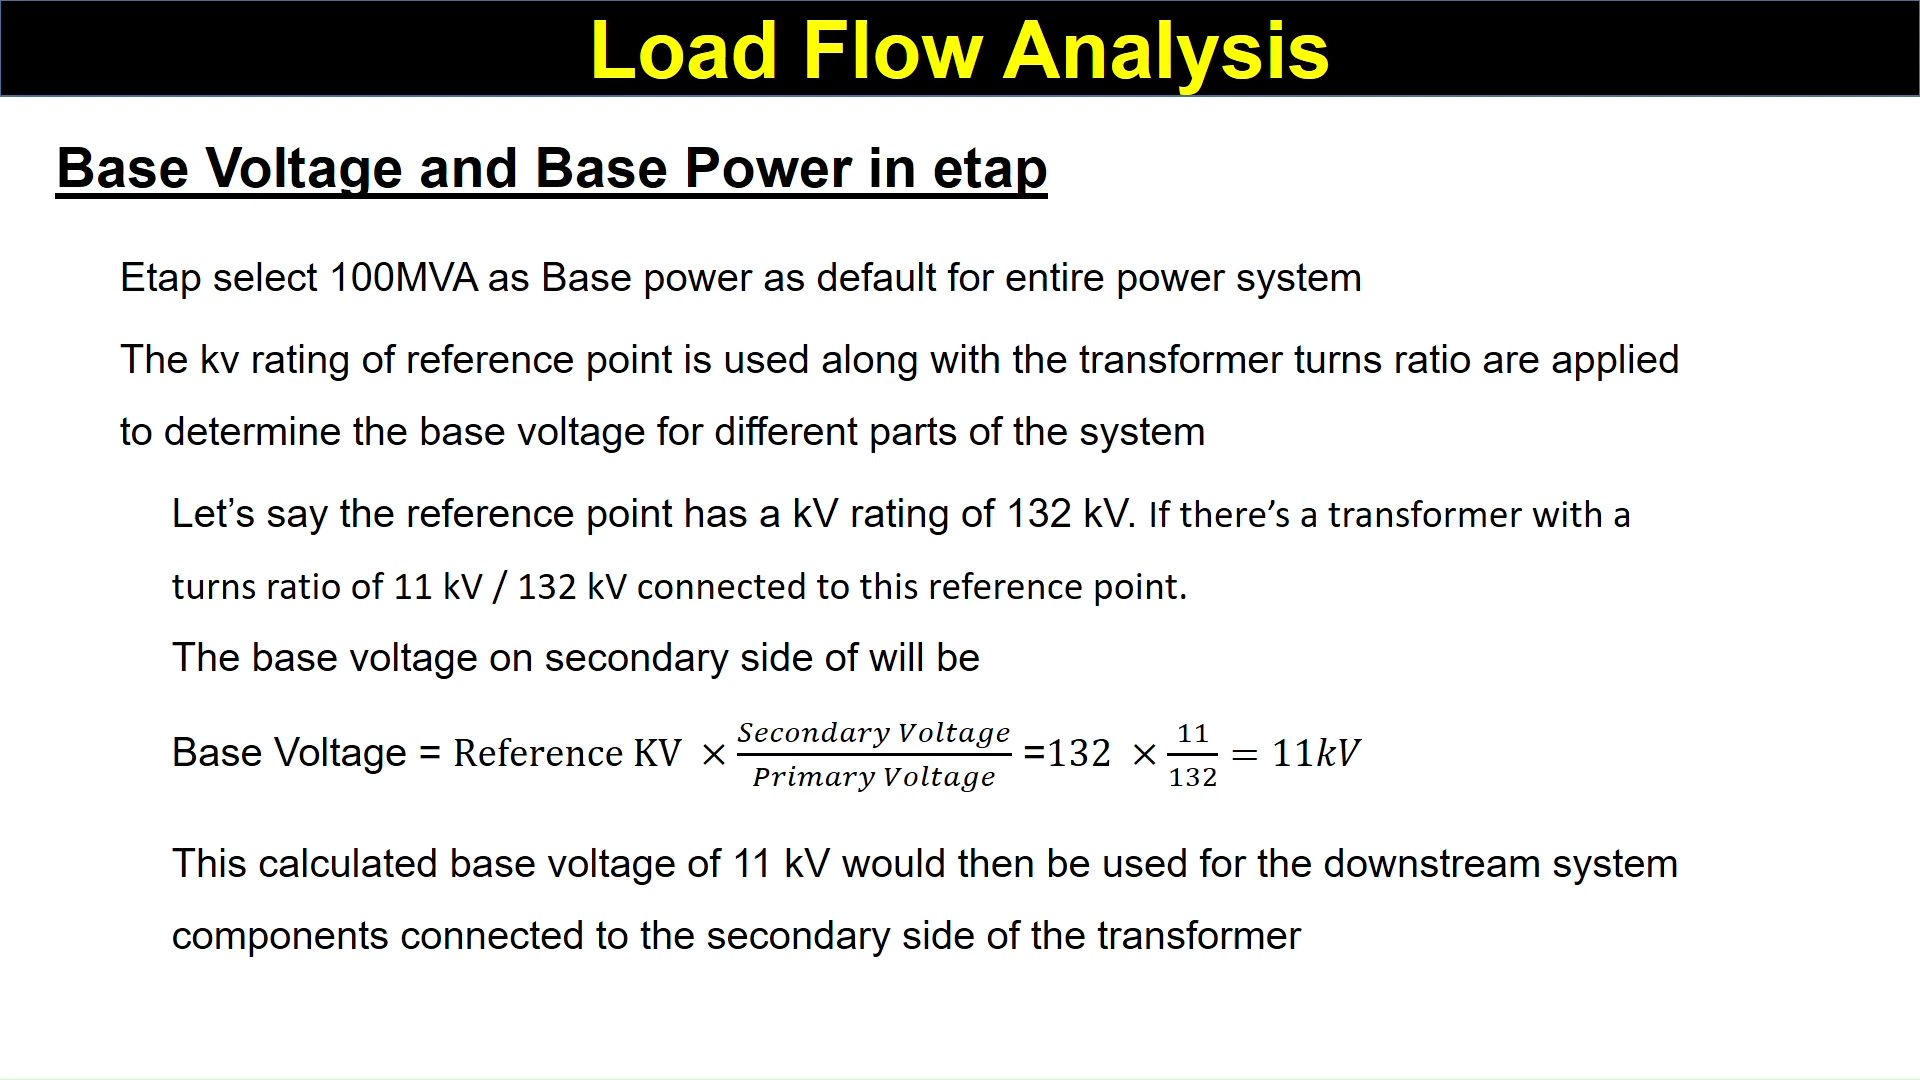 Load Flow Analysis
Base Voltage and Base Power in etap
Etap select 100MVA as Base power as default for entire power system
The kv rating of reference point is used along with the transformer turns ratio are applied
to determine the base voltage for different parts of the system
Let’s say the reference point has a kV rating of 132 kV. If there’s a transformer with a
turns ratio of 11 kV / 132 kV connected to this reference point.
The base voltage on secondary side of will be
Base Voltage = Reference KV × Secondary Voltage / Primary Voltage =132 × 11/132 = 11kV
This calculated base voltage of 11 kV would then be used for the downstream system
components connected to the secondary side of the transformer